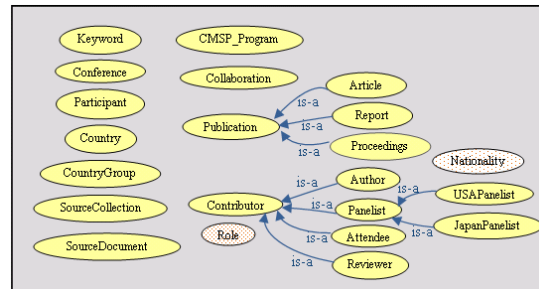 Keyword
CMSP_Program
Conference
Collaboration
Article
is-a
Participant
Report
Publication
is-a
Country
is-a
Proceedings
Nationality
CountryGroup
Author
is-a
is-a
USAPanelist
SourceCollection
Contributor
is-a
Panelist
is-a
JapanPanelist
Role
is-a
Attendee
SourceDocument
is-a
Reviewer